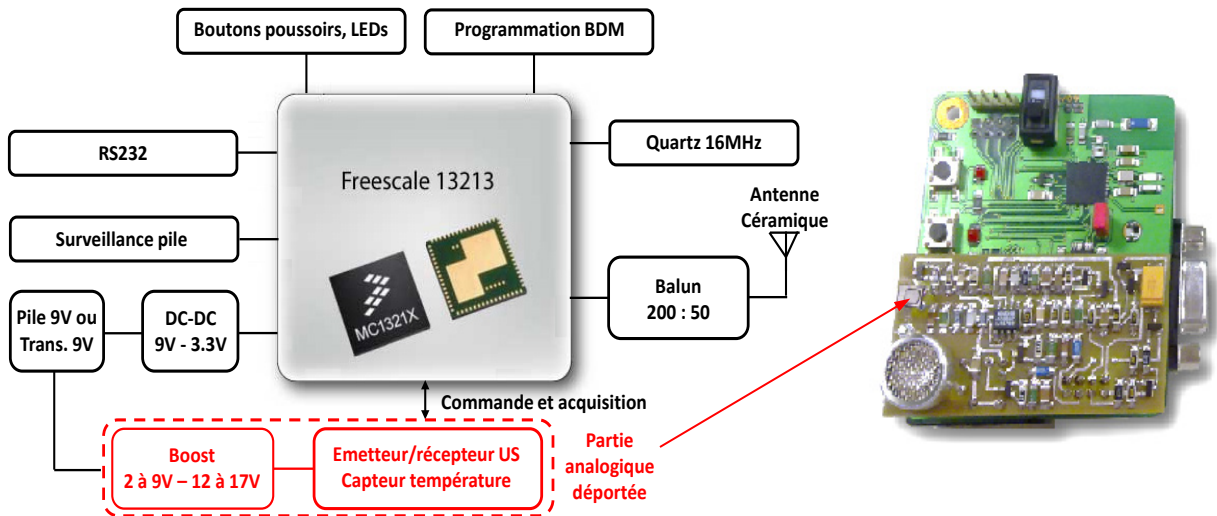 Boutons poussoirs, LEDs
Programmation BDM
RS232
Quartz 16MHz
Freescale 13213
Antenne
Céramique
Surveillance pile
MC1321X
Balun
200 : 50
Pile 9V ou
Trans. 9V
DC-DC
9V - 3.3V
Commande et acquisition
Boost
2 à 9V – 12 à 17V
Emetteur/récepteur US
Capteur température
Partie
analogique
déportée